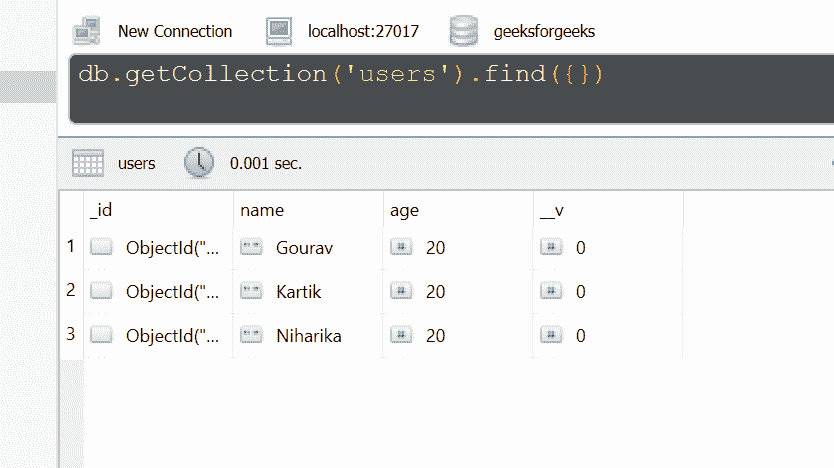 New Connection localhost:27017 geeksforgeeks
db.getCollection('users').find({})
users 0.001 sec.
_id name age __v
1 ObjectId("... Gourav 20 0
2 ObjectId("... Kartik 20 0
3 ObjectId("... Niharika 20 0